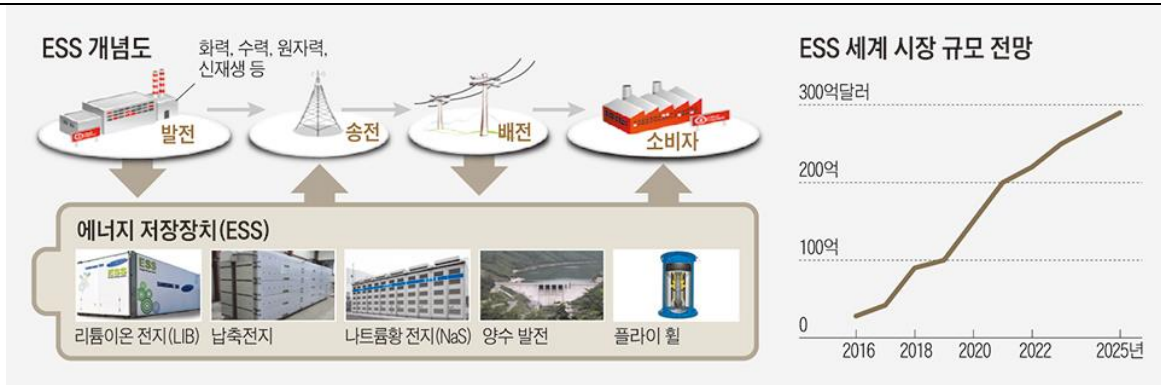 ESS 개념도
화력, 수력, 원자력,
신재생 등
발전
송전
배전
소비자
에너지 저장장치(ESS)
ESS
ESS
SAMSUNG SDI
리튬이온 전지(LIB)
납축전지
나트륨황 전지(NaS)
양수 발전
플라이 휠
ESS 세계 시장 규모 전망
300억달러
200억
100억
0
2016
2018
2020
2022
2025년